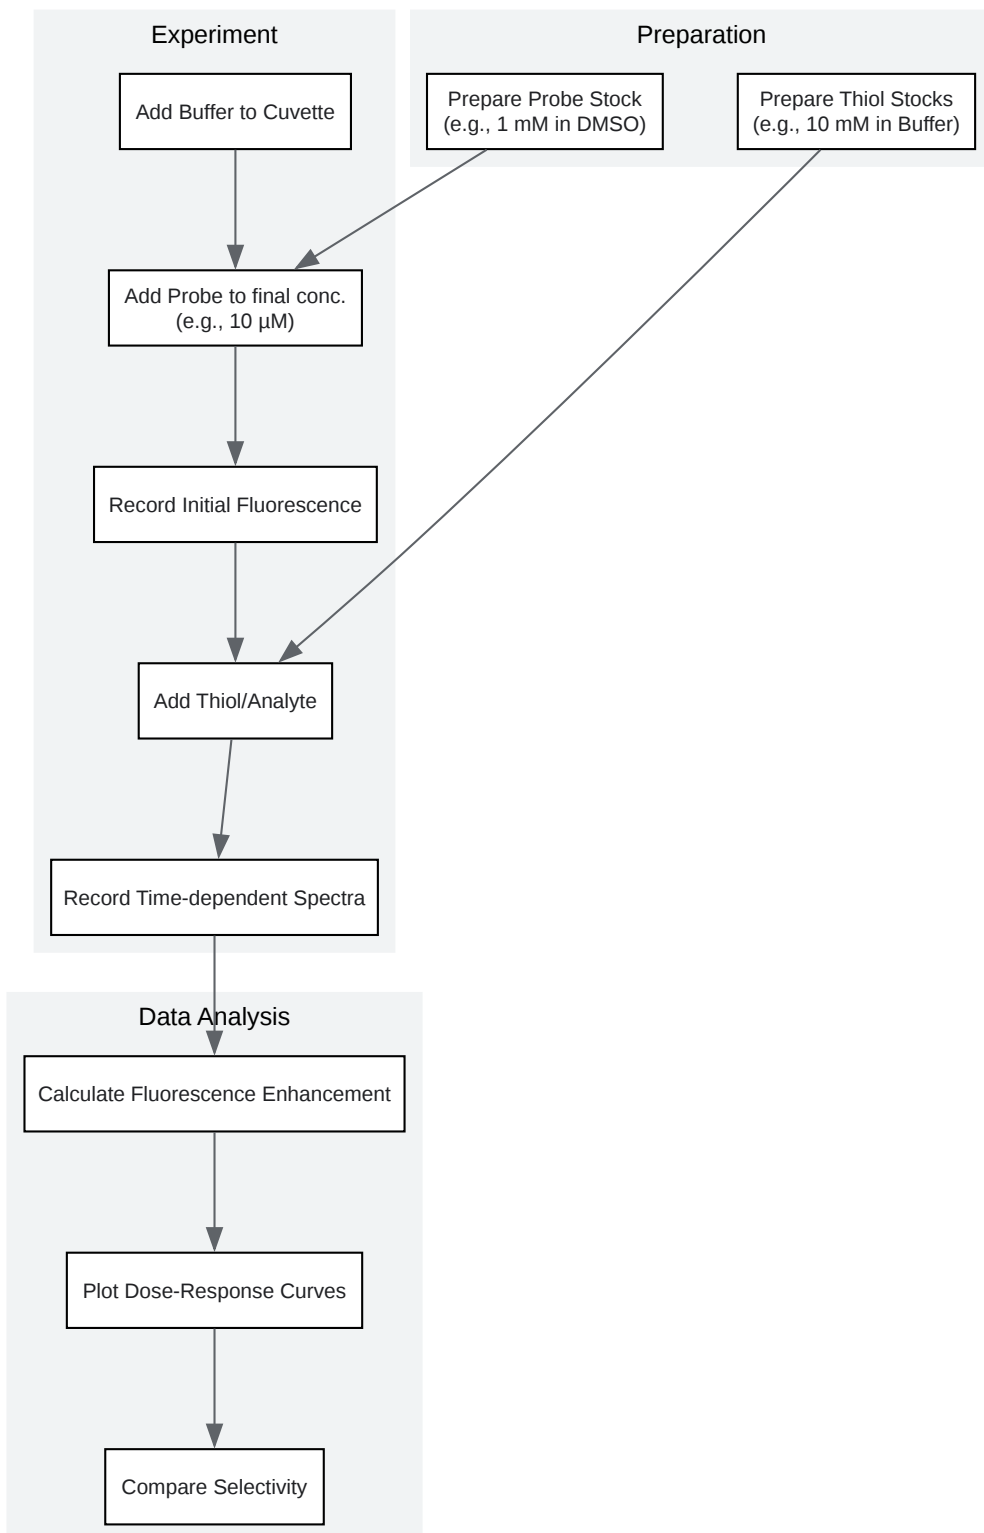 Experiment
Preparation
Add Buffer to Cuvette
Prepare Probe Stock
(e.g., 1 mM in DMSO)
Prepare Thiol Stocks
(e.g., 10 mM in Buffer)
Add Probe to final conc.
(e.g., 10 µM)
Record Initial Fluorescence
Add Thiol/Analyte
Record Time-dependent Spectra
Data Analysis
Calculate Fluorescence Enhancement
Plot Dose-Response Curves
Compare Selectivity